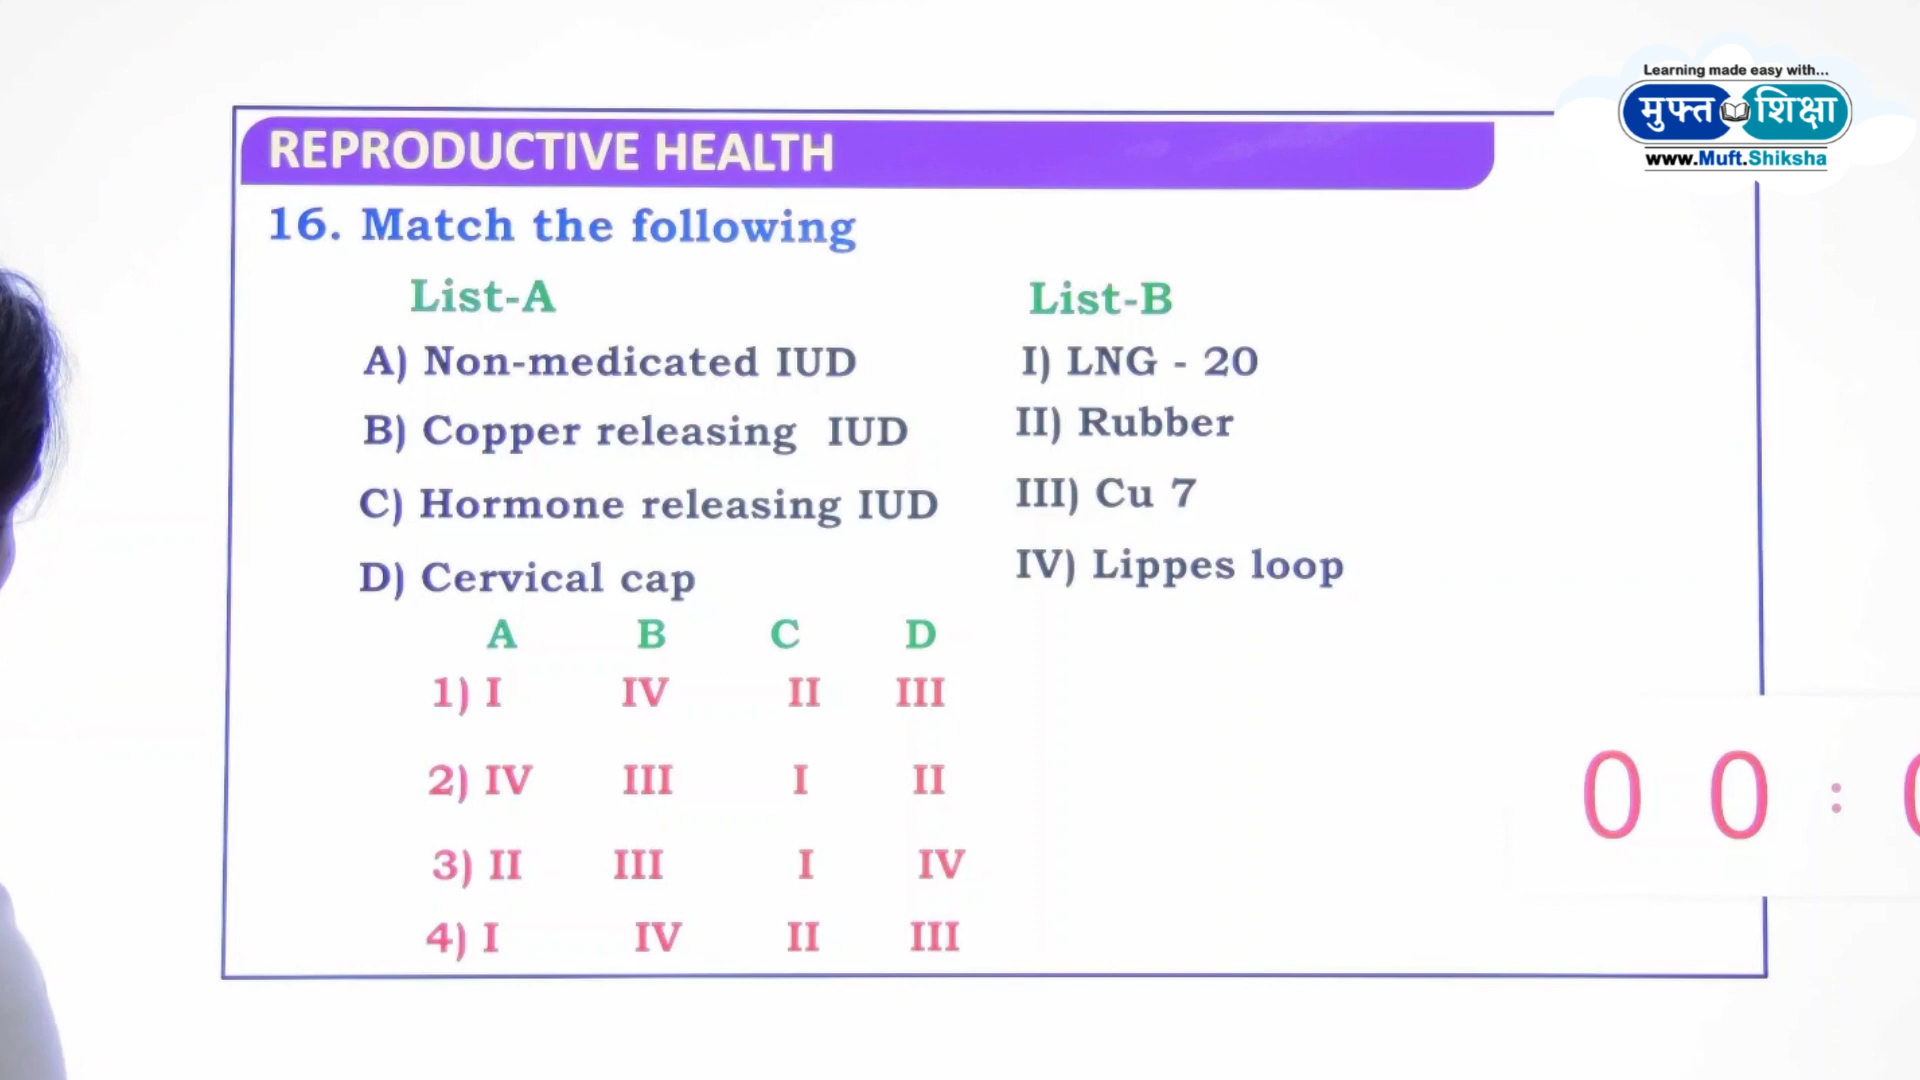 Learning made easy with...
मुफ्त शिक्षा
www.Muft.Shiksha
REPRODUCTIVE HEALTH
16. Match the following
List-A List-B
A) Non-medicated IUD I) LNG - 20
B) Copper releasing IUD II) Rubber
C) Hormone releasing IUD III) Cu 7
D) Cervical cap IV) Lippes loop
A B C D
1) I IV II III
2) IV III I II
3) II III I IV
4) I IV II III
00: